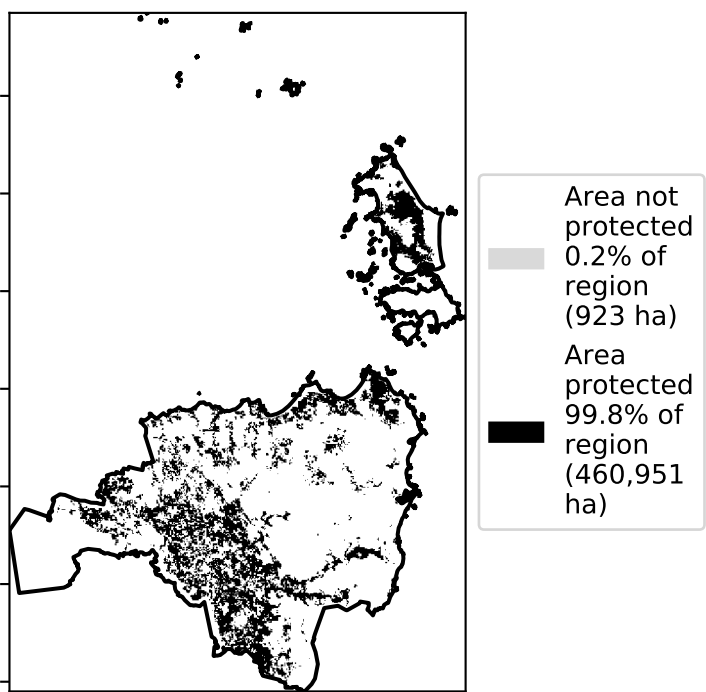 Area not
protected
0.2% of
region
(923 ha)
Area
protected
99.8% of
region
(460,951
ha)